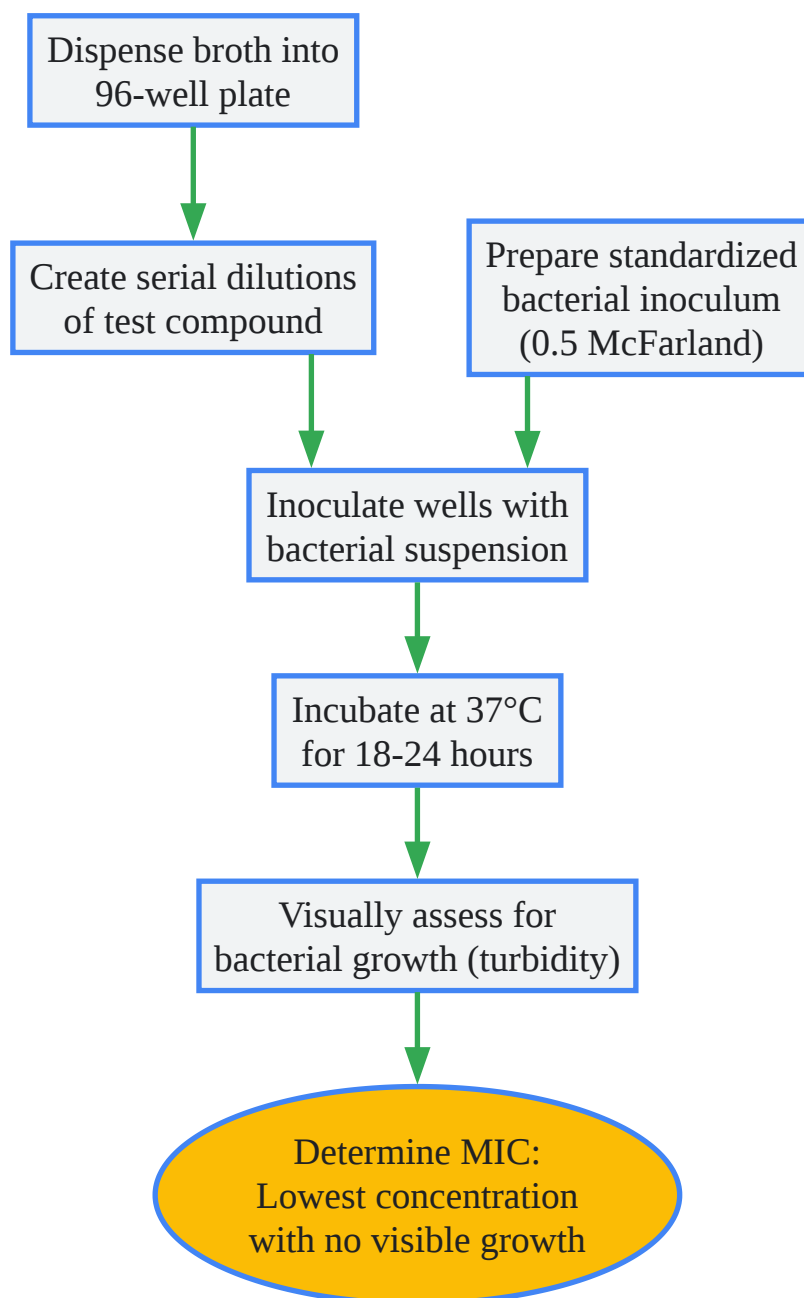 Dispense broth into
96-well plate
Create serial dilutions
of test compound
Prepare standardized
bacterial inoculum
(0.5 McFarland)
Inoculate wells with
bacterial suspension
Incubate at 37°C
for 18-24 hours
Visually assess for
bacterial growth (turbidity)
Determine MIC:
Lowest concentration
with no visible growth